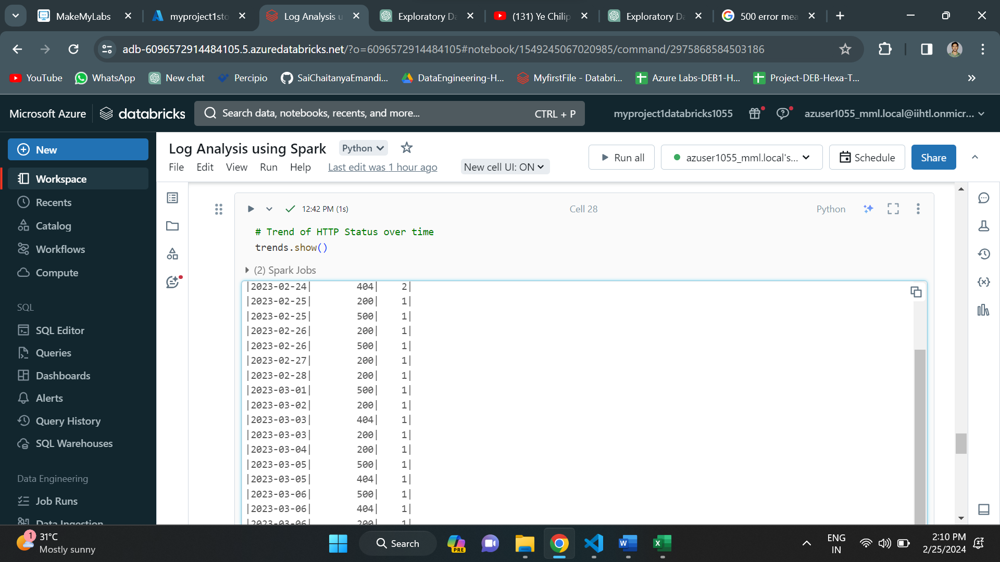 MakeMyLabs
myproject1sto
Log Analysis u
Exploratory Da
(131) Ye Chilip
Exploratory Da
500 error mea
adb-6096572914484105.5.azuredatabricks.net/?o=6096572914484105#notebook/1549245067020985/command/2975868584503186
YouTube
WhatsApp
New chat
Percipio
SaiChaitanyaEmandi...
DataEngineering-H...
MyfirstFile - Databri...
Azure Labs-DEB1-H...
Project-DEB-Hexa-T...
Microsoft Azure
databricks
Search data, notebooks, recents, and more...
CTRL + P
myproject1databricks1055
azuser1055_mml.local@iihtl.onmicr...
New
Workspace
Recents
Catalog
Workflows
Compute
SQL
SQL Editor
Queries
Dashboards
Alerts
Query History
SQL Warehouses
Data Engineering
Job Runs
Data Ingestion
Log Analysis using Spark
Python
File Edit View Run Help Last edit was 1 hour ago
New cell UI: ON
Run all
azuser1055_mml.local's...
Schedule
Share
12:42 PM (1s)
Cell 28
Python
# Trend of HTTP Status over time
trends.show()
(2) Spark Jobs
|2023-02-24| 404| 2|
|2023-02-25| 200| 1|
|2023-02-25| 500| 1|
|2023-02-26| 200| 1|
|2023-02-26| 500| 1|
|2023-02-27| 200| 1|
|2023-02-28| 200| 1|
|2023-03-01| 500| 1|
|2023-03-02| 200| 1|
|2023-03-03| 404| 1|
|2023-03-03| 200| 1|
|2023-03-04| 200| 1|
|2023-03-05| 500| 1|
|2023-03-05| 404| 1|
|2023-03-06| 500| 1|
|2023-03-06| 404| 1|
|2023-03-06| 200| 1|
1
31°C
Mostly sunny
Search
PRE
ENG
IN
2:10 PM
2/25/2024